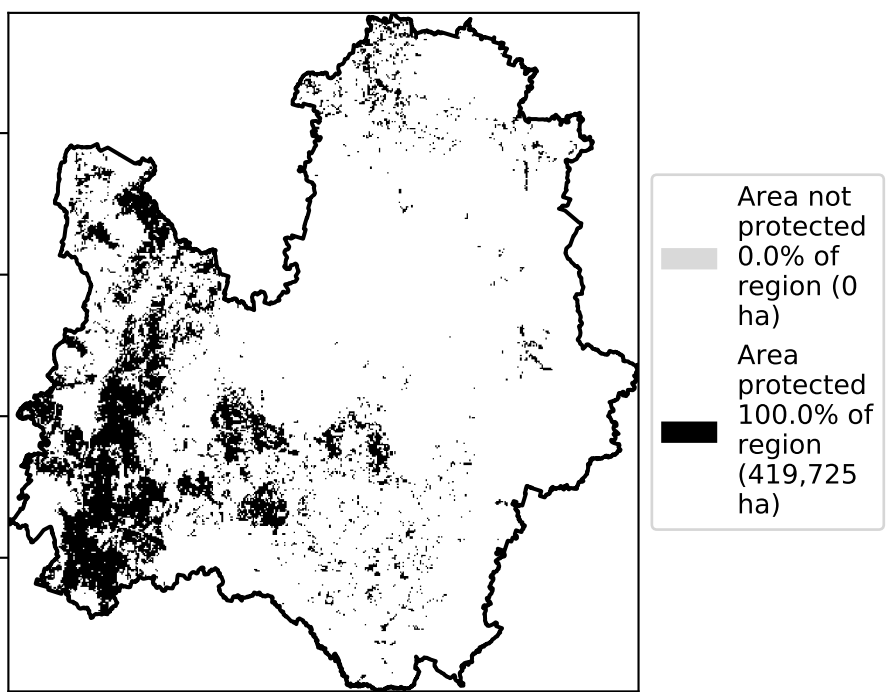 Area not
protected
0.0% of
region (0
ha)
Area
protected
100.0% of
region
(419,725
ha)